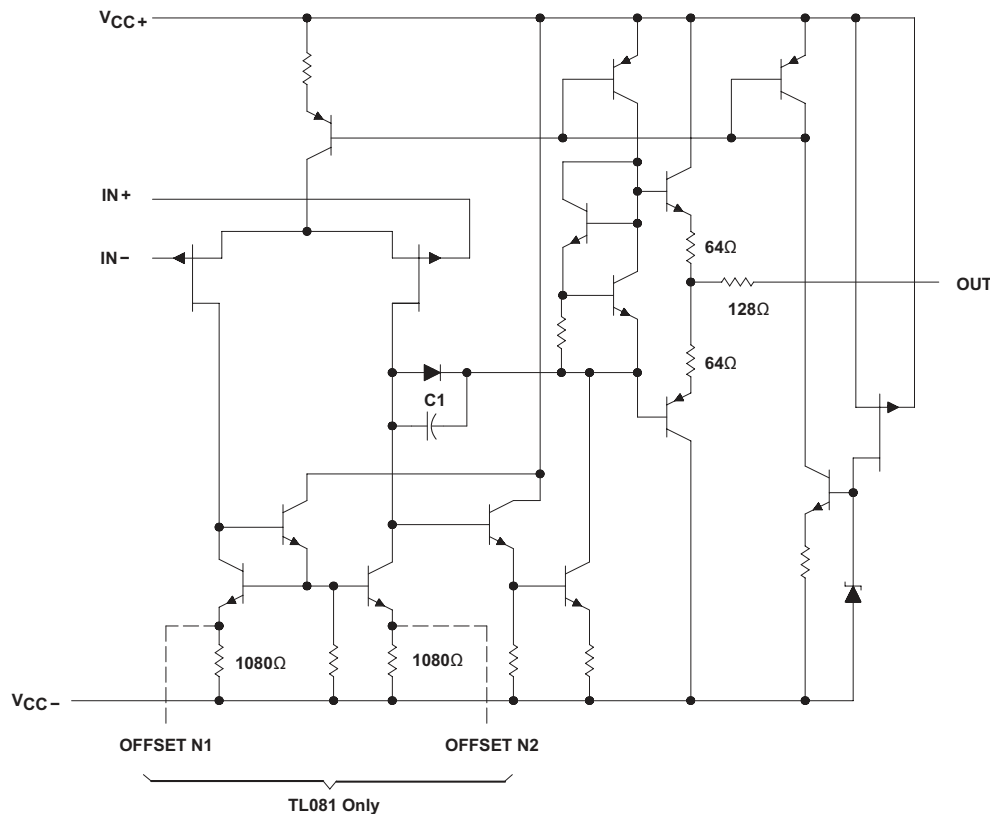 VCC+
IN+
IN−
64Ω
OUT
128Ω
64Ω
C1
1080Ω
1080Ω
VCC−
OFFSET N1
OFFSET N2
TL081 Only